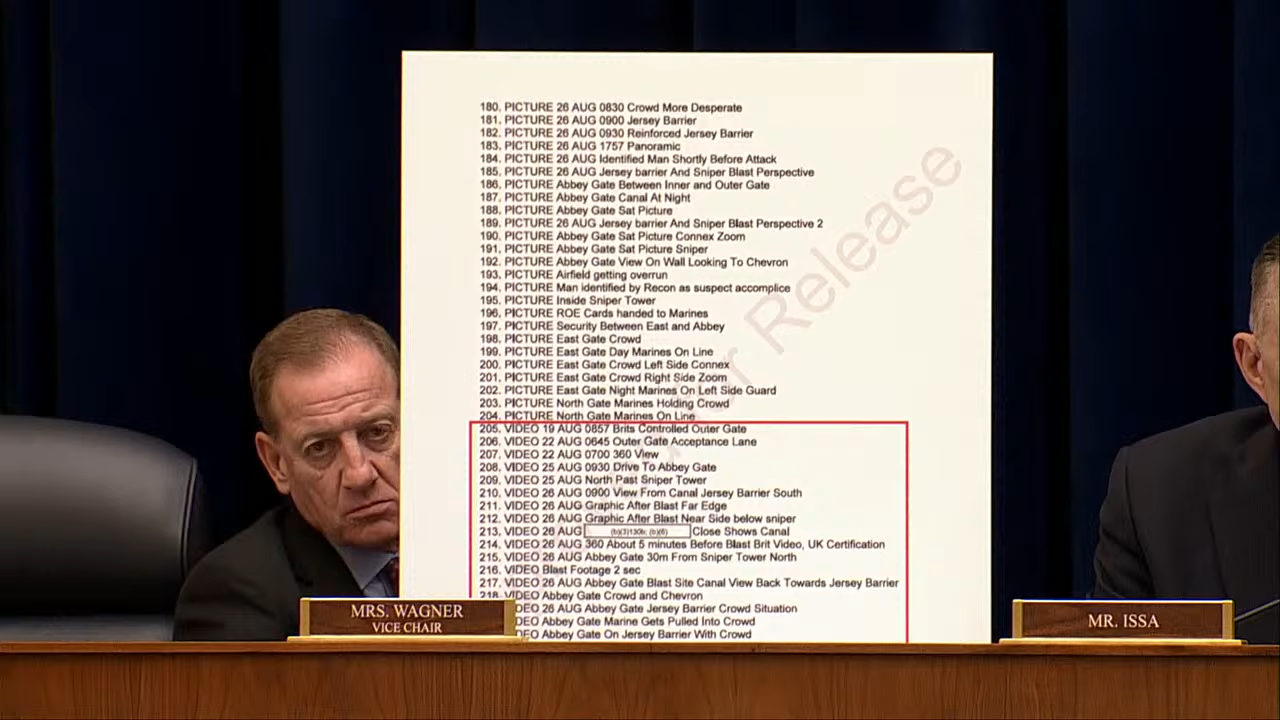 180. PICTURE 26 AUG 0830 Crowd More Desperate
181. PICTURE 26 AUG 0900 Jersey Barrier
182. PICTURE 26 AUG 0930 Reinforced Jersey Barrier
183. PICTURE 26 AUG 1757 Panoramic
184. PICTURE 26 AUG Identified Man Shortly Before Attack
185. PICTURE 26 AUG Jersey barrier And Sniper Blast Perspective
186. PICTURE Abbey Gate Between Inner and Outer Gate
187. PICTURE Abbey Gate Canal At Night
188. PICTURE Abbey Gate Sat Picture
189. PICTURE 26 AUG Jersey barrier And Sniper Blast Perspective 2
190. PICTURE Abbey Gate Sat Picture Connex Zoom
191. PICTURE Abbey Gate Sat Picture Sniper
192. PICTURE Abbey Gate View On Wall Looking To Chevron
193. PICTURE Airfield getting overrun
194. PICTURE Man identified by Recon as suspect accomplice
195. PICTURE Inside Sniper Tower
196. PICTURE ROE Cards handed to Marines
197. PICTURE Security Between East and Abbey
198. PICTURE East Gate Crowd
199. PICTURE East Gate Day Marines On Line
200. PICTURE East Gate Crowd Left Side Connex
201. PICTURE East Gate Crowd Right Side Zoom
202. PICTURE East Gate Night Marines On Left Side Guard
203. PICTURE North Gate Marines Holding Crowd
204. PICTURE North Gate Marines On Line
205. VIDEO 19 AUG 0857 Brits Controlled Outer Gate
206. VIDEO 22 AUG 0645 Outer Gate Acceptance Lane
207. VIDEO 22 AUG 0700 360 View
208. VIDEO 25 AUG 0930 Drive To Abbey Gate
209. VIDEO 25 AUG North Past Sniper Tower
210. VIDEO 26 AUG 0900 View From Canal Jersey Barrier South
211. VIDEO 26 AUG Graphic After Blast Far Edge
212. VIDEO 26 AUG Graphic After Blast Near Side below sniper
213. VIDEO 26 AUG (b)(3)130b, (b)(6) Close Shows Canal
214. VIDEO 26 AUG 360 About 5 minutes Before Blast Brit Video, UK Certification
215. VIDEO 26 AUG Abbey Gate 30m From Sniper Tower North
216. VIDEO Blast Footage 2 sec
217. VIDEO 26 AUG Abbey Gate Blast Site Canal View Back Towards Jersey Barrier
218. VIDEO Abbey Gate Crowd and Chevron
DEO 26 AUG Abbey Gate Jersey Barrier Crowd Situation
DEO Abbey Gate Marine Gets Pulled Into Crowd
DEO Abbey Gate On Jersey Barrier With Crowd
Release
MRS. WAGNER
VICE CHAIR
MR. ISSA